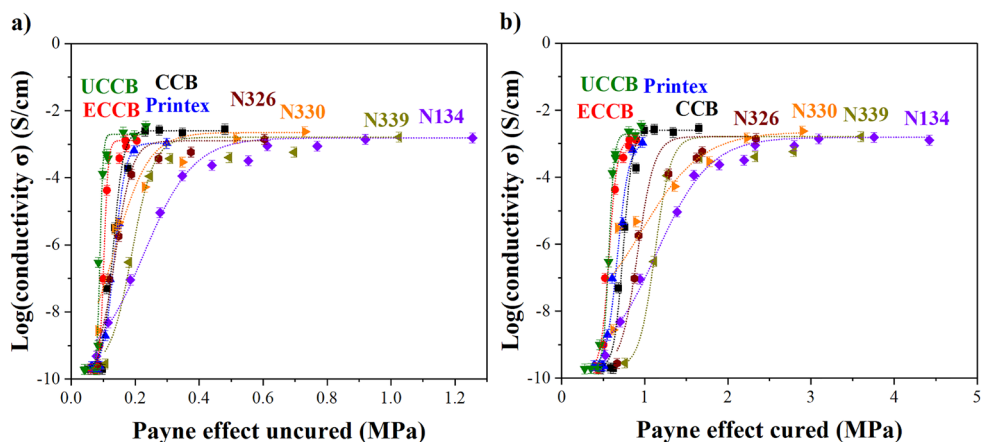 a)
Log(conductivity σ) (S/cm)
0
-2
-4
-6
-8
-10
0.0 0.2 0.4 0.6 0.8 1.0 1.2
Payne effect uncured (MPa)
UCCB
ECCB
CCB
Printex
N326
N330
N339
N134
b)
Log(conductivity σ) (S/cm)
0
-2
-4
-6
-8
-10
0 1 2 3 4 5
Payne effect cured (MPa)
UCCB
ECCB
Printex
CCB
N326
N330
N339
N134